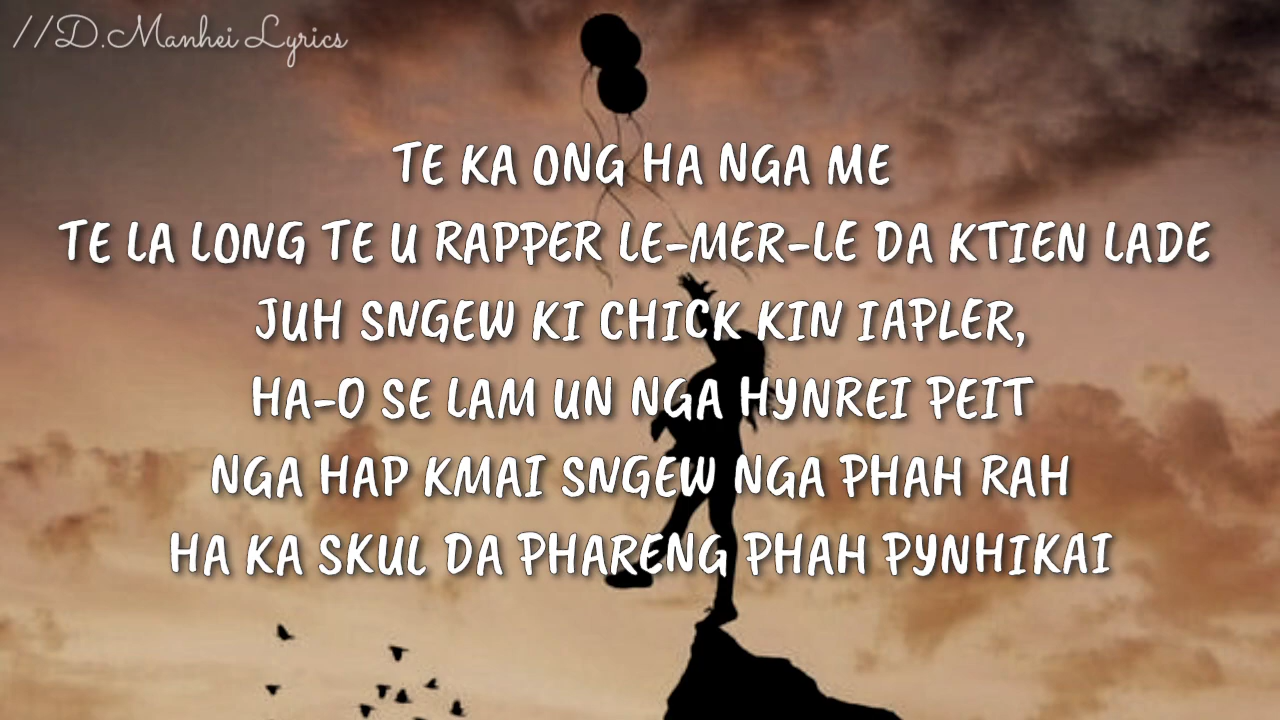 //D.Manhei Lyrics
TE KA ONG HA NGA ME
TE LA LONG TE U RAPPER LE-MER-LE DA KTIEN LADE
JUH SNGEW KI CHICK KIN IAPLER,
HA-O SE LAM UN NGA HYNREI PEIT
NGA HAP KMAI SNGEW NGA PHAH RAH
HA KA SKUL DA PHARENG PHAH PYNHIKAI